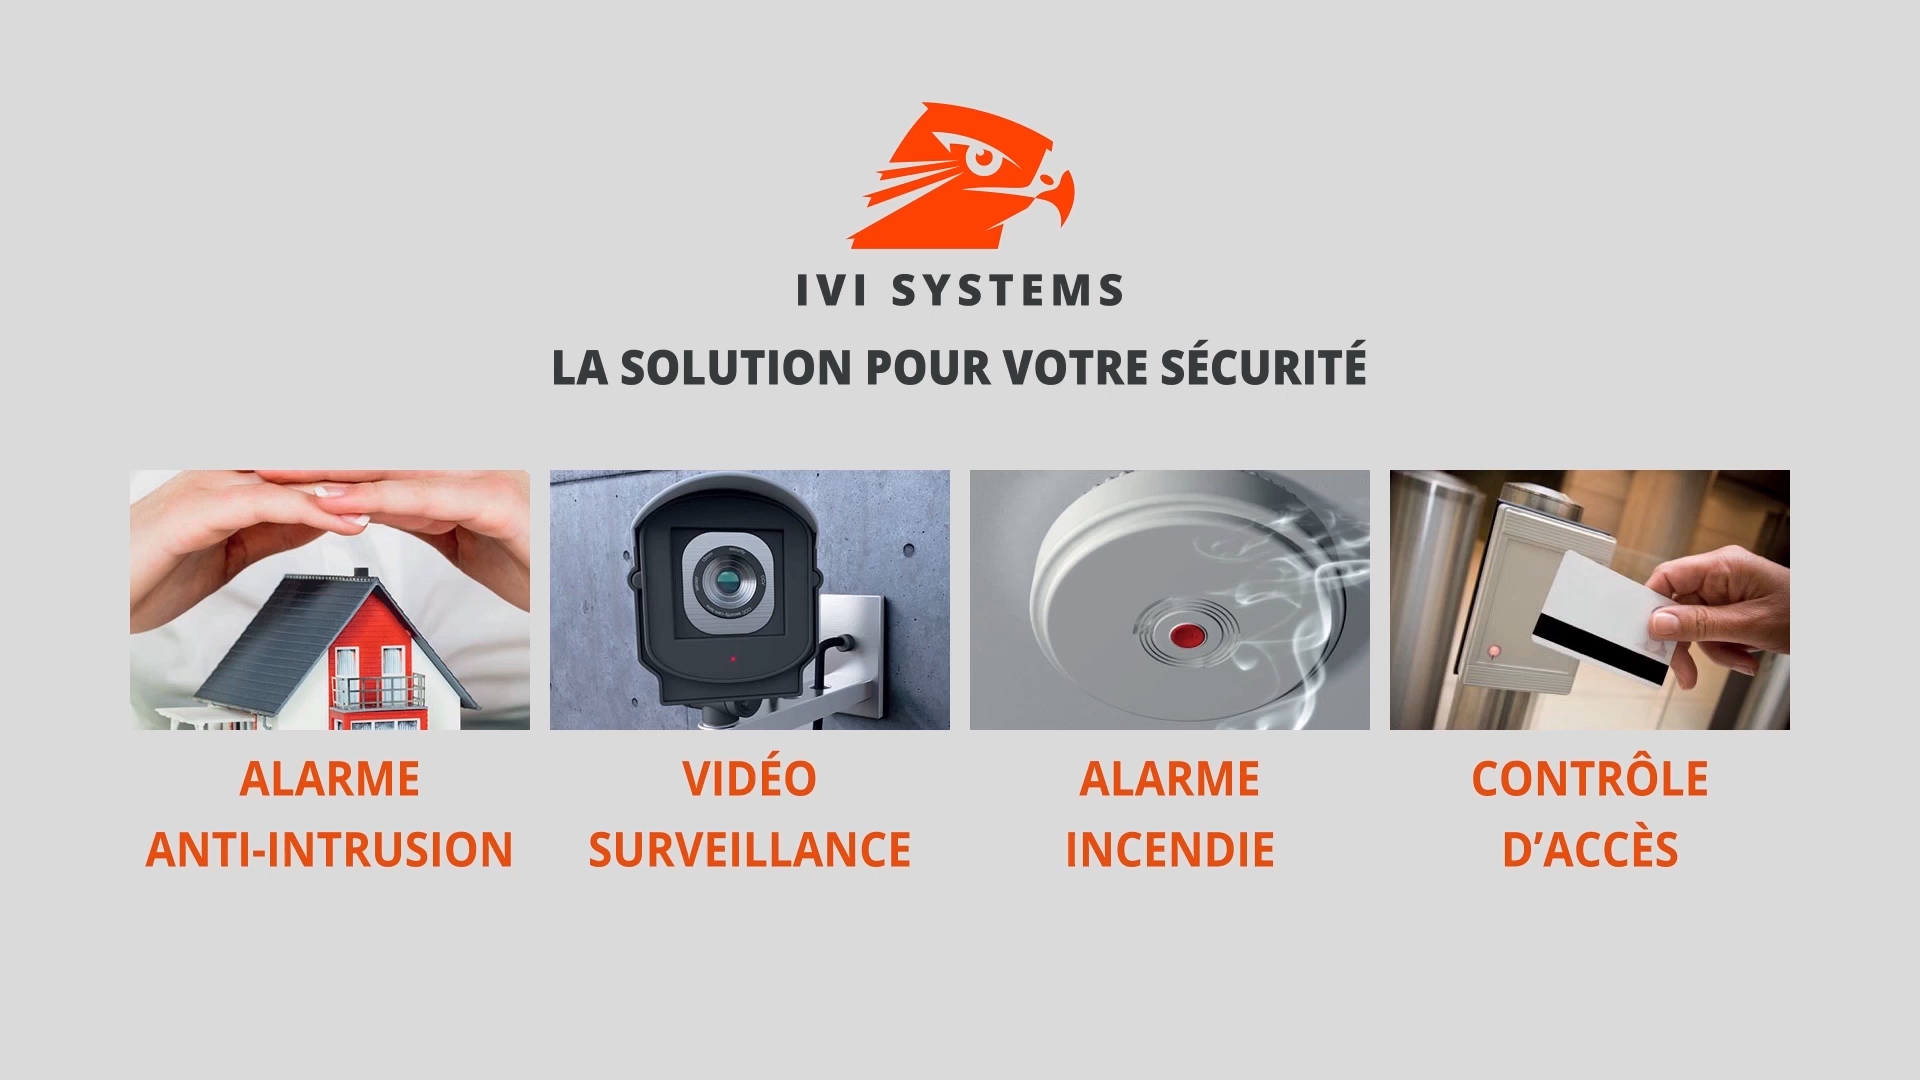 IVI SYSTEMS
LA SOLUTION POUR VOTRE SÉCURITÉ
ALARME
ANTI-INTRUSION
VIDÉO
SURVEILLANCE
ALARME
INCENDIE
CONTRÔLE
D’ACCÈS